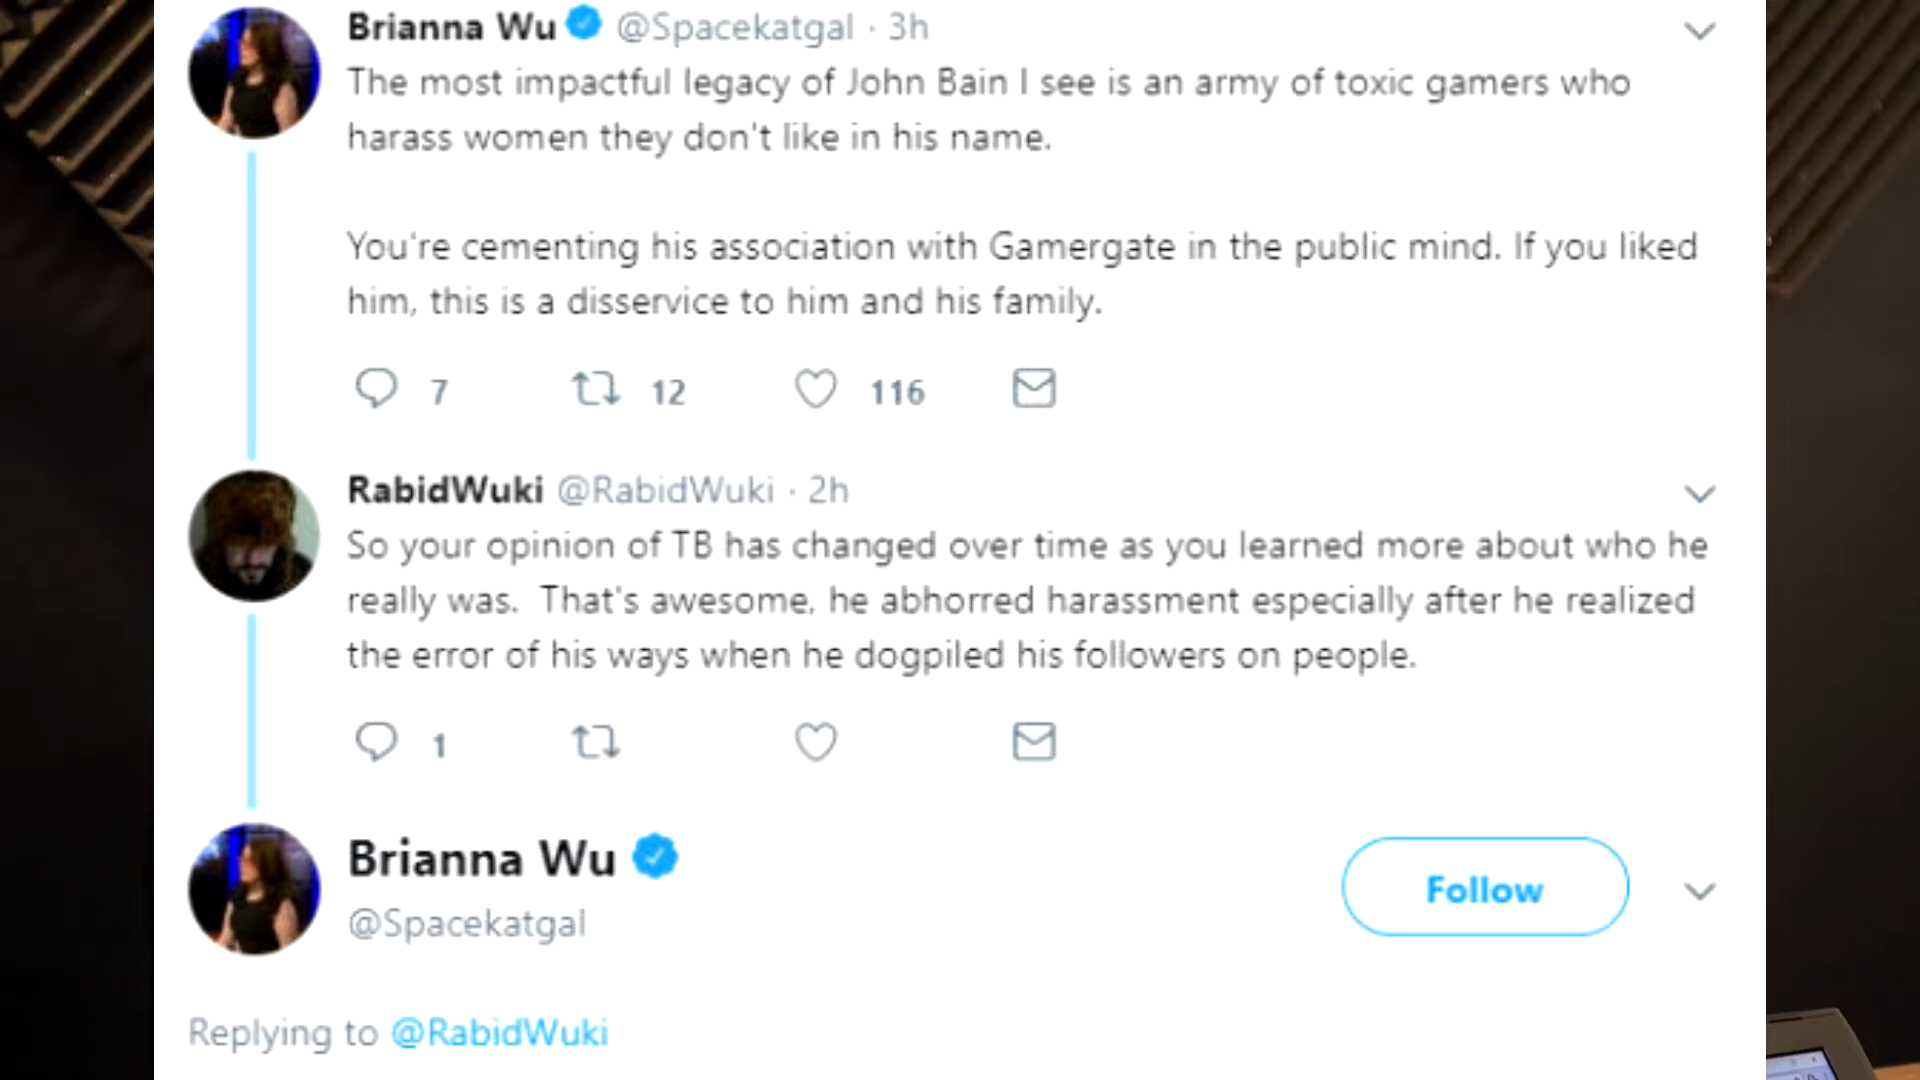 Brianna Wu @Spacekatgal · 3h
The most impactful legacy of John Bain I see is an army of toxic gamers who
harass women they don't like in his name.
You're cementing his association with Gamergate in the public mind. If you liked
him, this is a disservice to him and his family.
7 12 116
RabidWuki @RabidWuki · 2h
So your opinion of TB has changed over time as you learned more about who he
really was. That's awesome, he abhorred harassment especially after he realized
the error of his ways when he dogpiled his followers on people.
1
Brianna Wu
@Spacekatgal
Follow
Replying to @RabidWuki